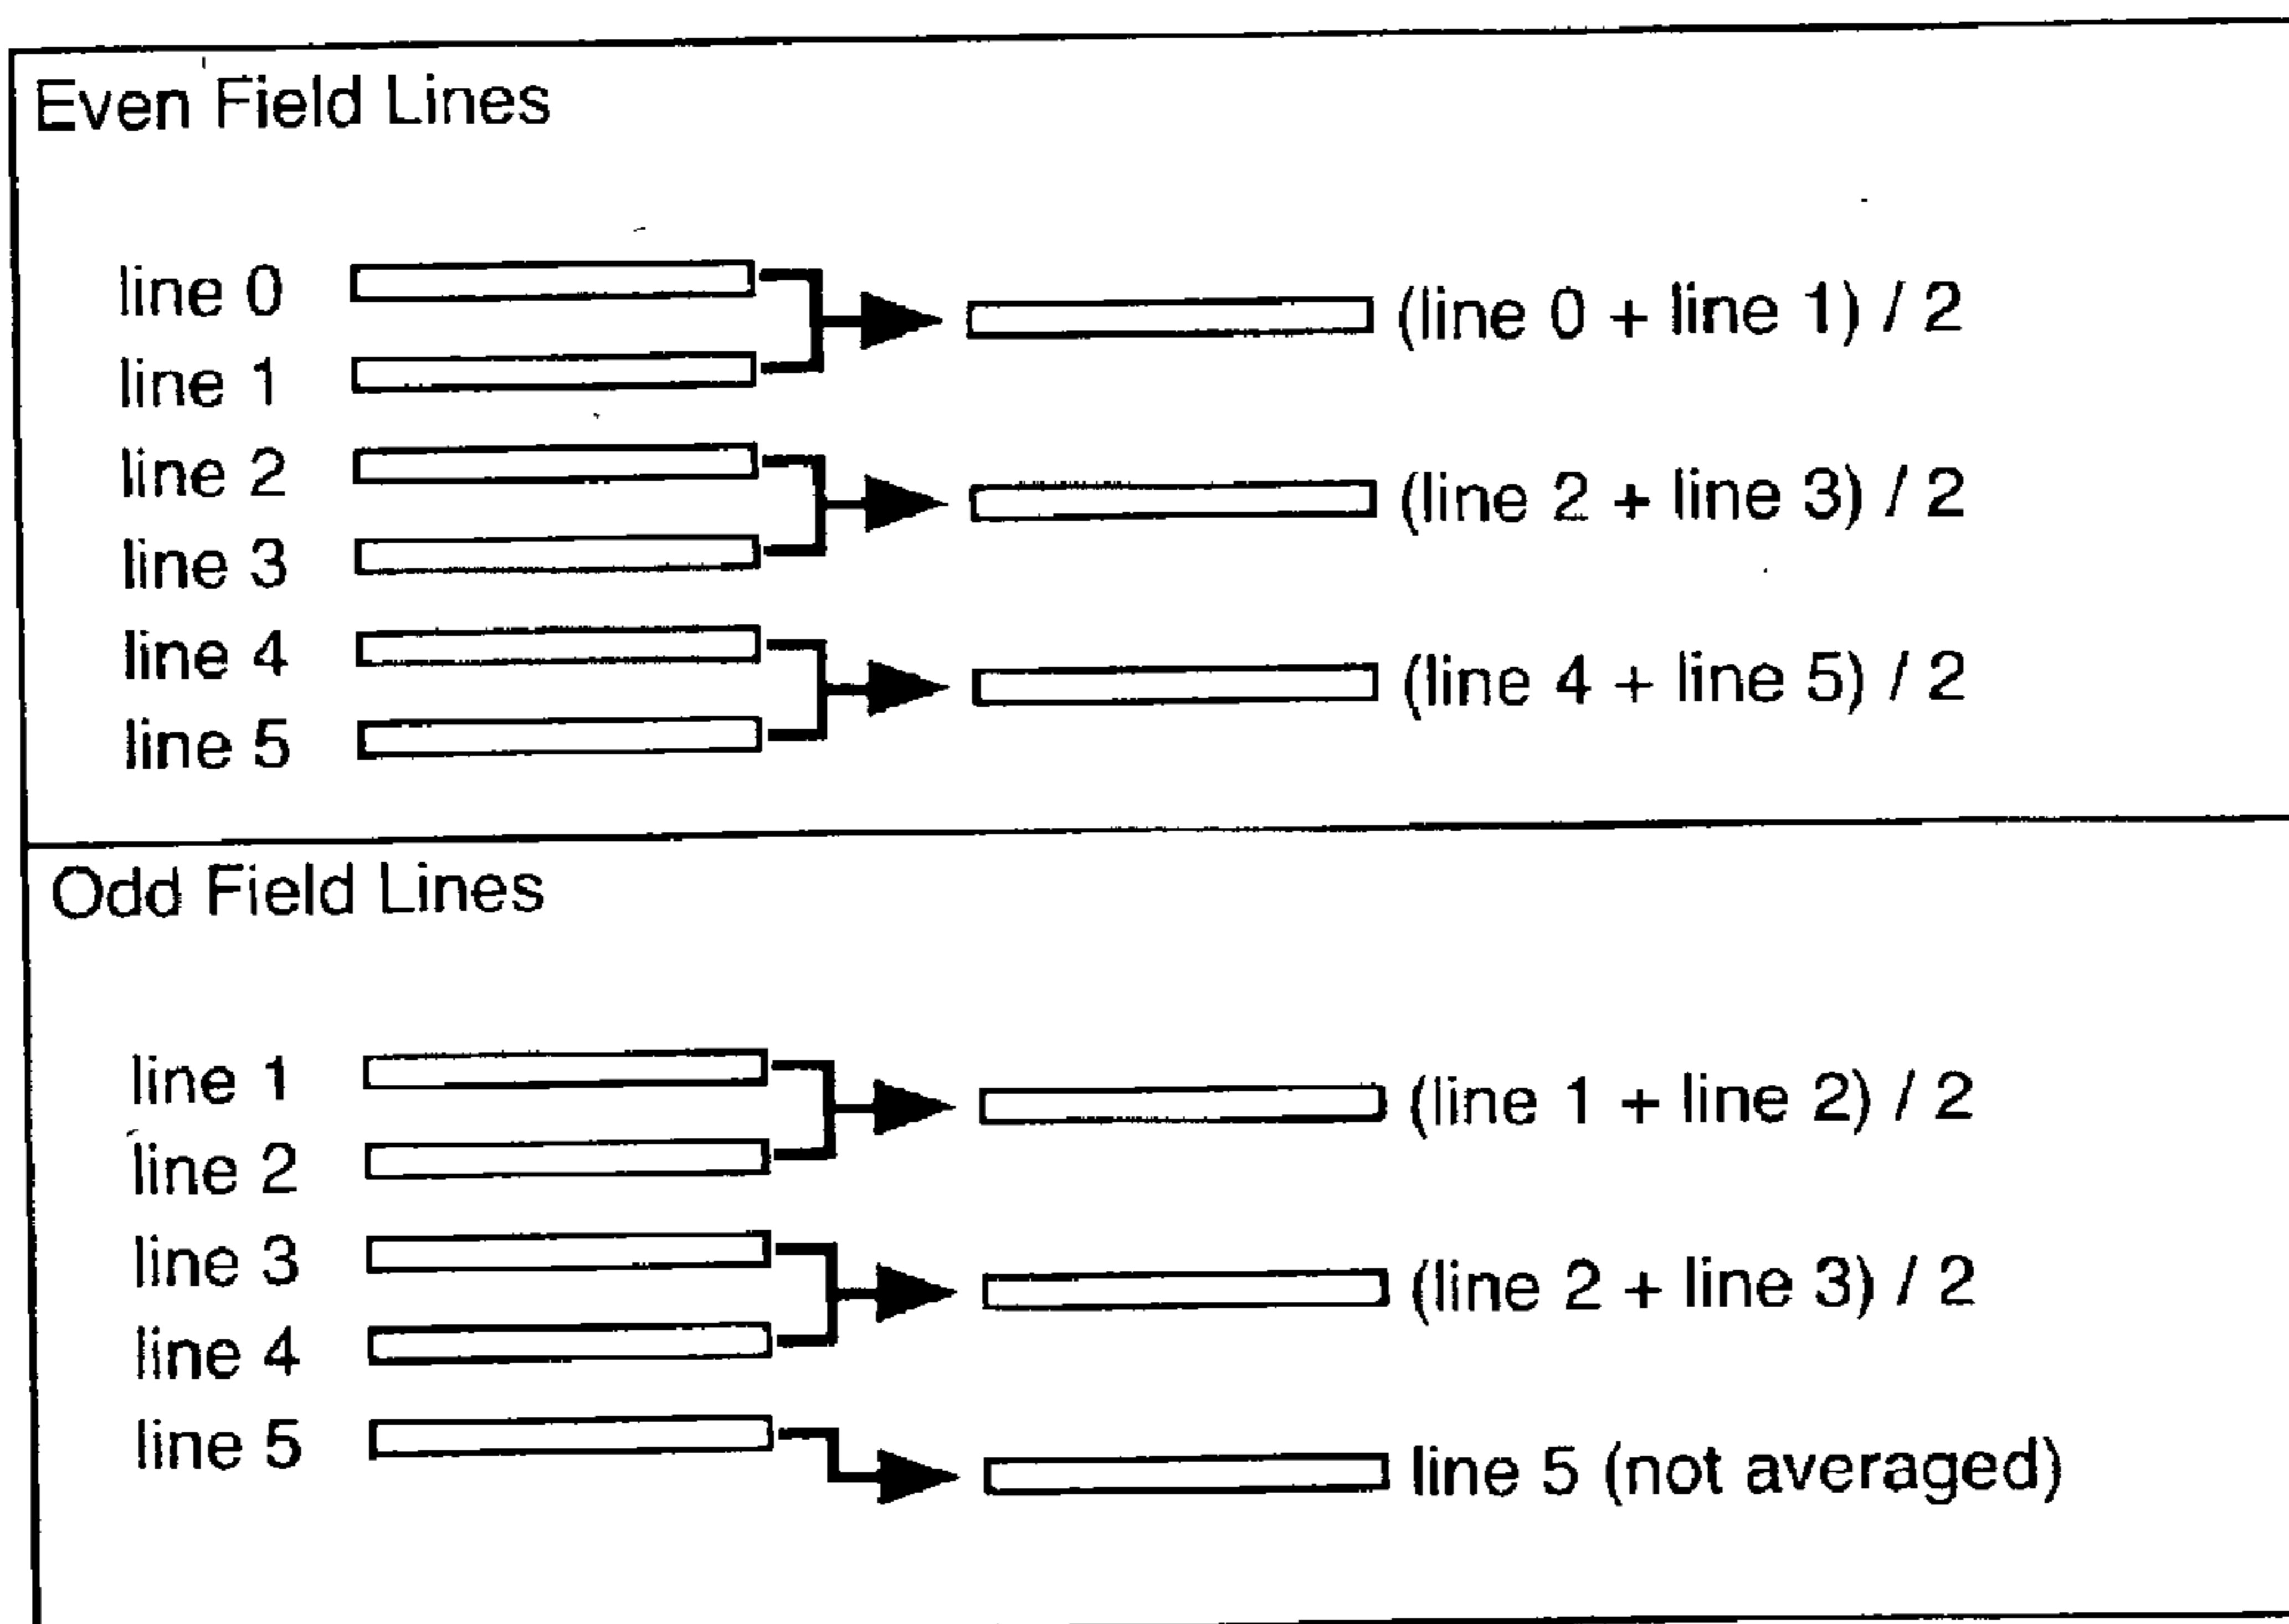 Even Field Lines
line 0
line 1
(line 0 + line 1) / 2
line 2
line 3
(line 2 + line 3) / 2
line 4
line 5
(line 4 + line 5) / 2
Odd Field Lines
line 1
line 2
(line 1 + line 2) / 2
line 3
line 4
(line 2 + line 3) / 2
line 5
line 5 (not averaged)